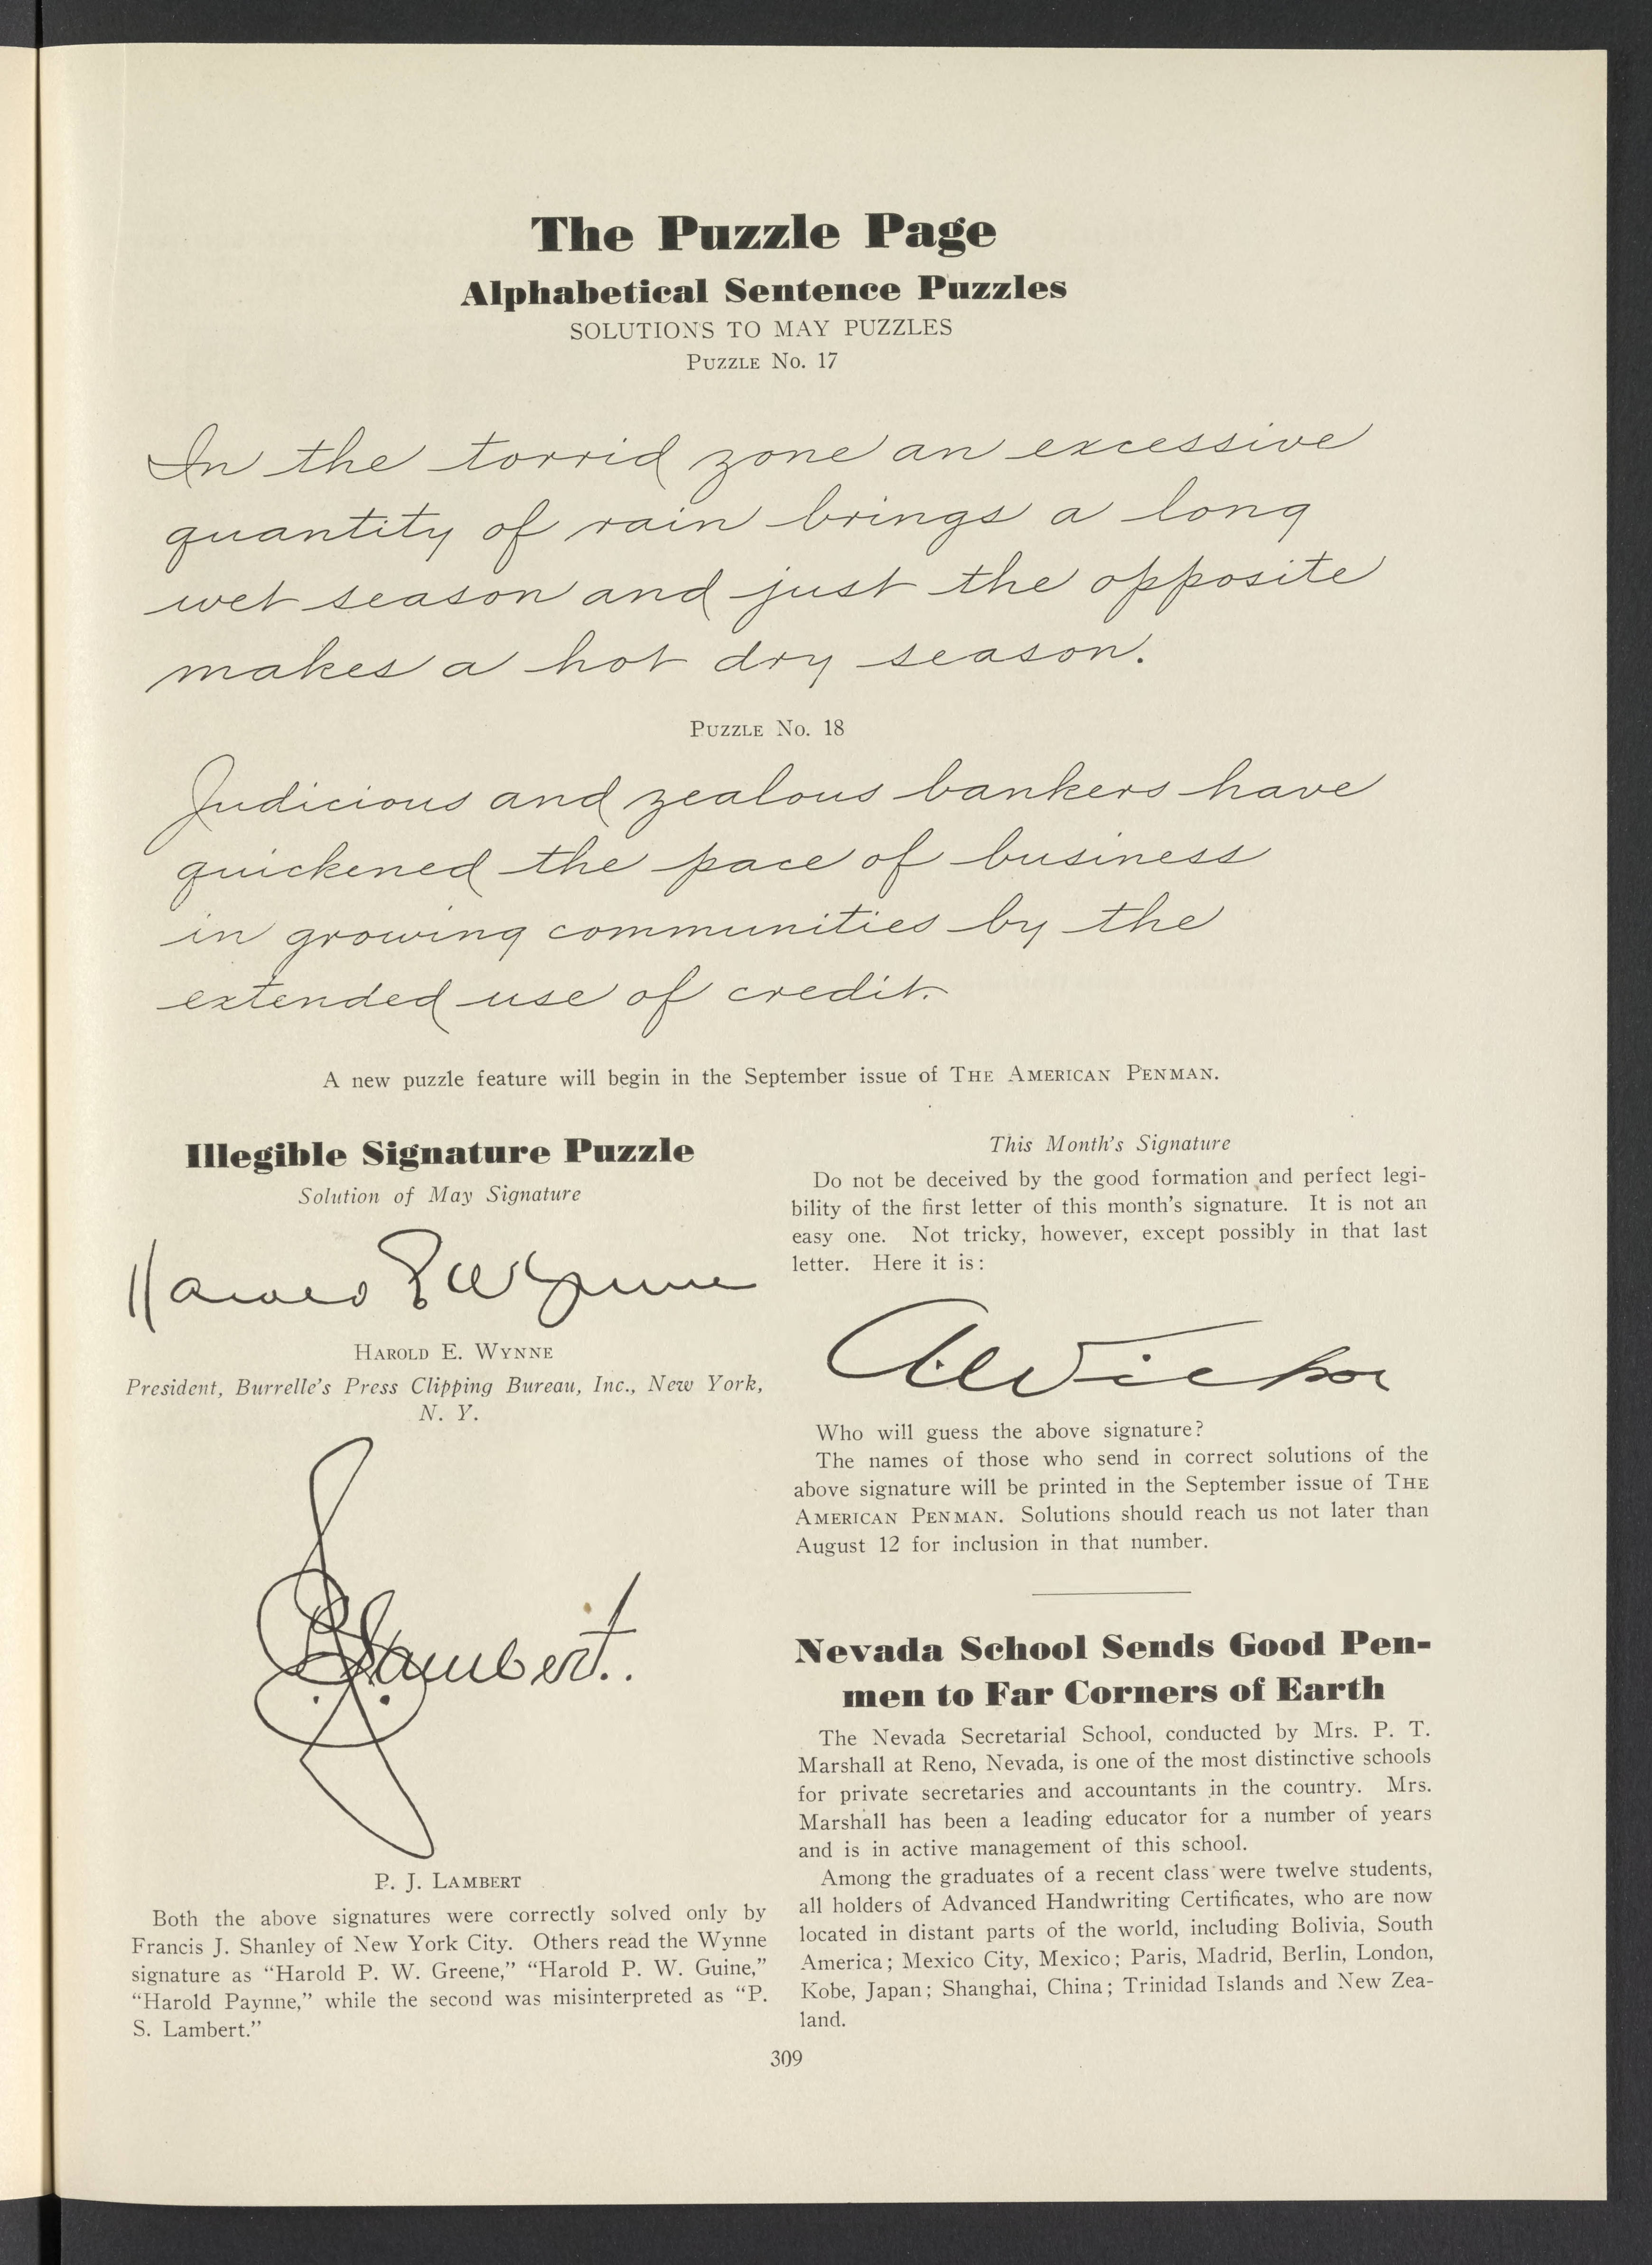 The Puzzle Page
Alphabetical Sentence Puzzles
SOLUTIONS TO MAY PUZZLES
PUZZLE No. 17
In the torrid zone an excessive
quantity of rain brings a long
wet season and just the opposite
makes a hot dry season.
PUZZLE No. 18
Judicious and zealous bankers have
quickened the pace of business
in growing communities by the
extended use of credit.
A new puzzle feature will begin in the September issue of THE AMERICAN PENMAN.
Illegible Signature Puzzle
Solution of May Signature
Harold E Wynne
HAROLD E. WYNNE
President, Burrelle's Press Clipping Bureau, Inc., New York,
N. Y.
P J Lambert.
P. J. LAMBERT
Both the above signatures were correctly solved only by
Francis J. Shanley of New York City. Others read the Wynne
signature as "Harold P. W. Greene," "Harold P. W. Guine,"
"Harold Paynne," while the second was misinterpreted as "P.
S. Lambert."
This Month's Signature
Do not be deceived by the good formation and perfect legi-
bility of the first letter of this month's signature. It is not an
easy one. Not tricky, however, except possibly in that last
letter. Here it is:
Who will guess the above signature?
The names of those who send in correct solutions of the
above signature will be printed in the September issue of THE
AMERICAN PENMAN. Solutions should reach us not later than
August 12 for inclusion in that number.
Nevada School Sends Good Pen-
men to Far Corners of Earth
The Nevada Secretarial School, conducted by Mrs. P. T.
Marshall at Reno, Nevada, is one of the most distinctive schools
for private secretaries and accountants in the country. Mrs.
Marshall has been a leading educator for a number of years
and is in active management of this school.
Among the graduates of a recent class were twelve students,
all holders of Advanced Handwriting Certificates, who are now
located in distant parts of the world, including Bolivia, South
America; Mexico City, Mexico; Paris, Madrid, Berlin, London,
Kobe, Japan; Shanghai, China; Trinidad Islands and New Zea-
land.
309